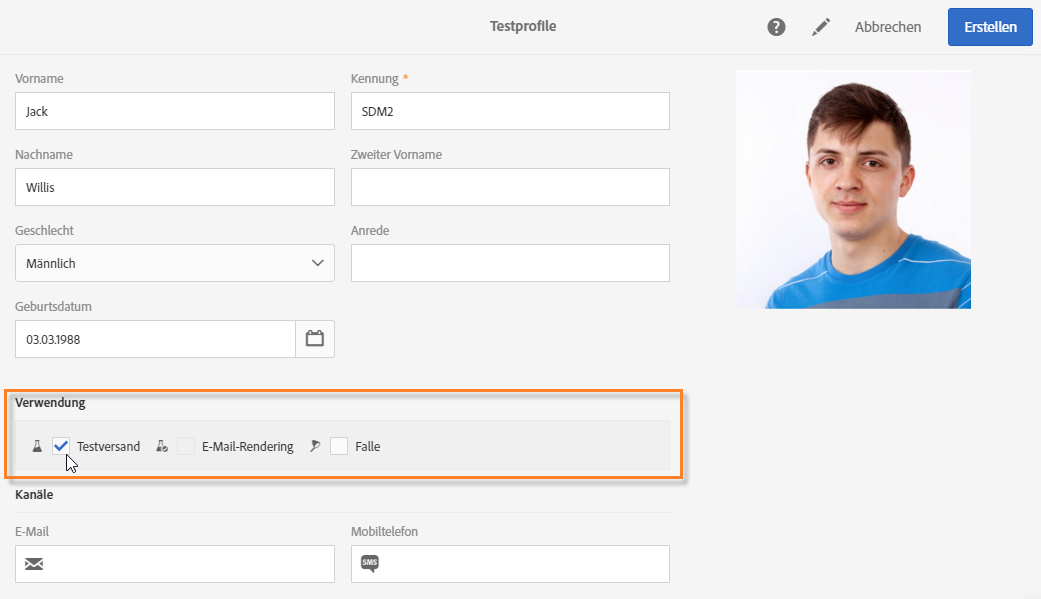 Testprofile
? Abbrechen Erstellen
Vorname Kennung *
Jack SDM2
Nachname Zweiter Vorname
Willis
Geschlecht Anrede
Männlich
Geburtsdatum
03.03.1988
Verwendung
Testversand E-Mail-Rendering Falle
Kanäle
E-Mail Mobiltelefon
SMS